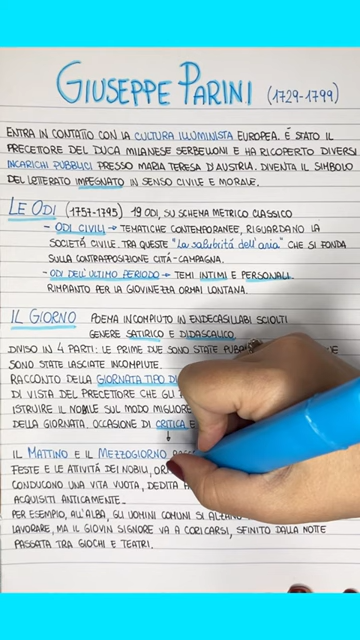 GIUSEPPE PARINI (1729-1799)
ENTRA IN CONTATTO CON LA CULTURA ILLUMINISTA EUROPEA. É STATO IL
PRECETTORE DEL DUCA MILANESE SERBELLONI E HA RICOPERTO DIVERSI
INCARICHI PUBBLICI PRESSO MARIA TERESA D'AUSTRIA. DIVENTA IL SIMBOLO
DEL LETTERATO IMPEGNATO IN SENSO CIVILE E MORALE.
LE ODI (1757-1795) 19 ODI, SU SCHEMA METRICO CLASSICO
- ODI CIVILI → TEMATICHE CONTEMPORANEE, RIGUARDANO LA
SOCIETÁ CIVILE. TRA QUESTE "La salubritá dell'aria" CHE SI FONDA
SULLA CONTRAPPOSIZIONE CITTÁ-CAMPAGNA.
- ODI DELL'ULTIMO PERIODO → TEMI INTIMI E PERSONALI.
RIMPIANTO PER LA GIOVINEZZA ORMAI LONTANA.
IL GIORNO POEMA INCOMPIUTO IN ENDECASILLABI SCIOLTI
GENERE SATIRICO E DIDASCALICO
DIVISO IN 4 PARTI: LE PRIME DUE SONO STATE
SONO STATE LASCIATE INCOMPIUTE.
RACCONTO DELLA GIORNATA TIPO
DI VISTA DEL PRECETTORE CHE GLI
ISTRUIRE IL NOBILE SUL MODO MIGLIORE
DELLA GIORNATA. OCCASIONE DI CRITICA E
IL MATTINO E IL MEZZOGIORNO
FESTE E LE ATTIVITÁ DEI NOBILI,
CONDUCONO UNA VITA VUOTA, DEDITA
ACQUISITI ANTICAMENTE.
PER ESEMPIO, ALL'ALBA, GLI UOMINI COMUNI SI
LAVORARE, MA IL GIOVIN SIGNORE VA A CORICARSI, SFINITO DALLA NOTTE
PASSATA TRA GIOCHI E TEATRI.